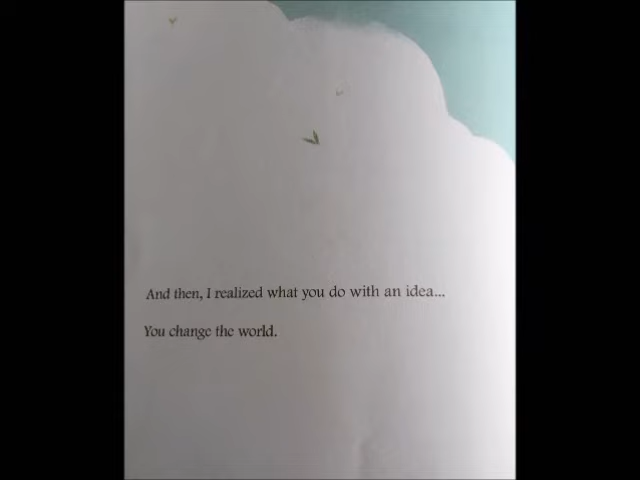 And then, I realized what you do with an idea...
You change the world.